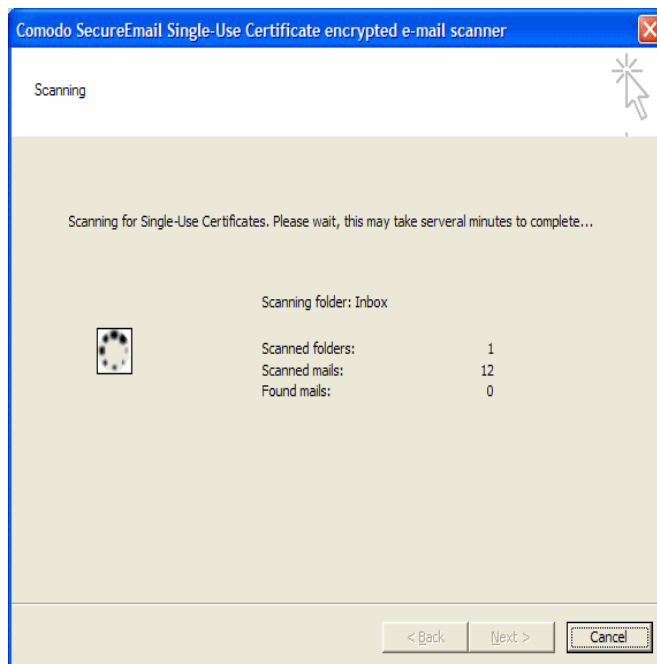 Comodo SecureEmail Single-Use Certificate encrypted e-mail scanner
Scanning
Scanning for Single-Use Certificates. Please wait, this may take serveral minutes to complete...
Scanning folder: Inbox
Scanned folders: 1
Scanned mails: 12
Found mails: 0
< Back Next > Cancel